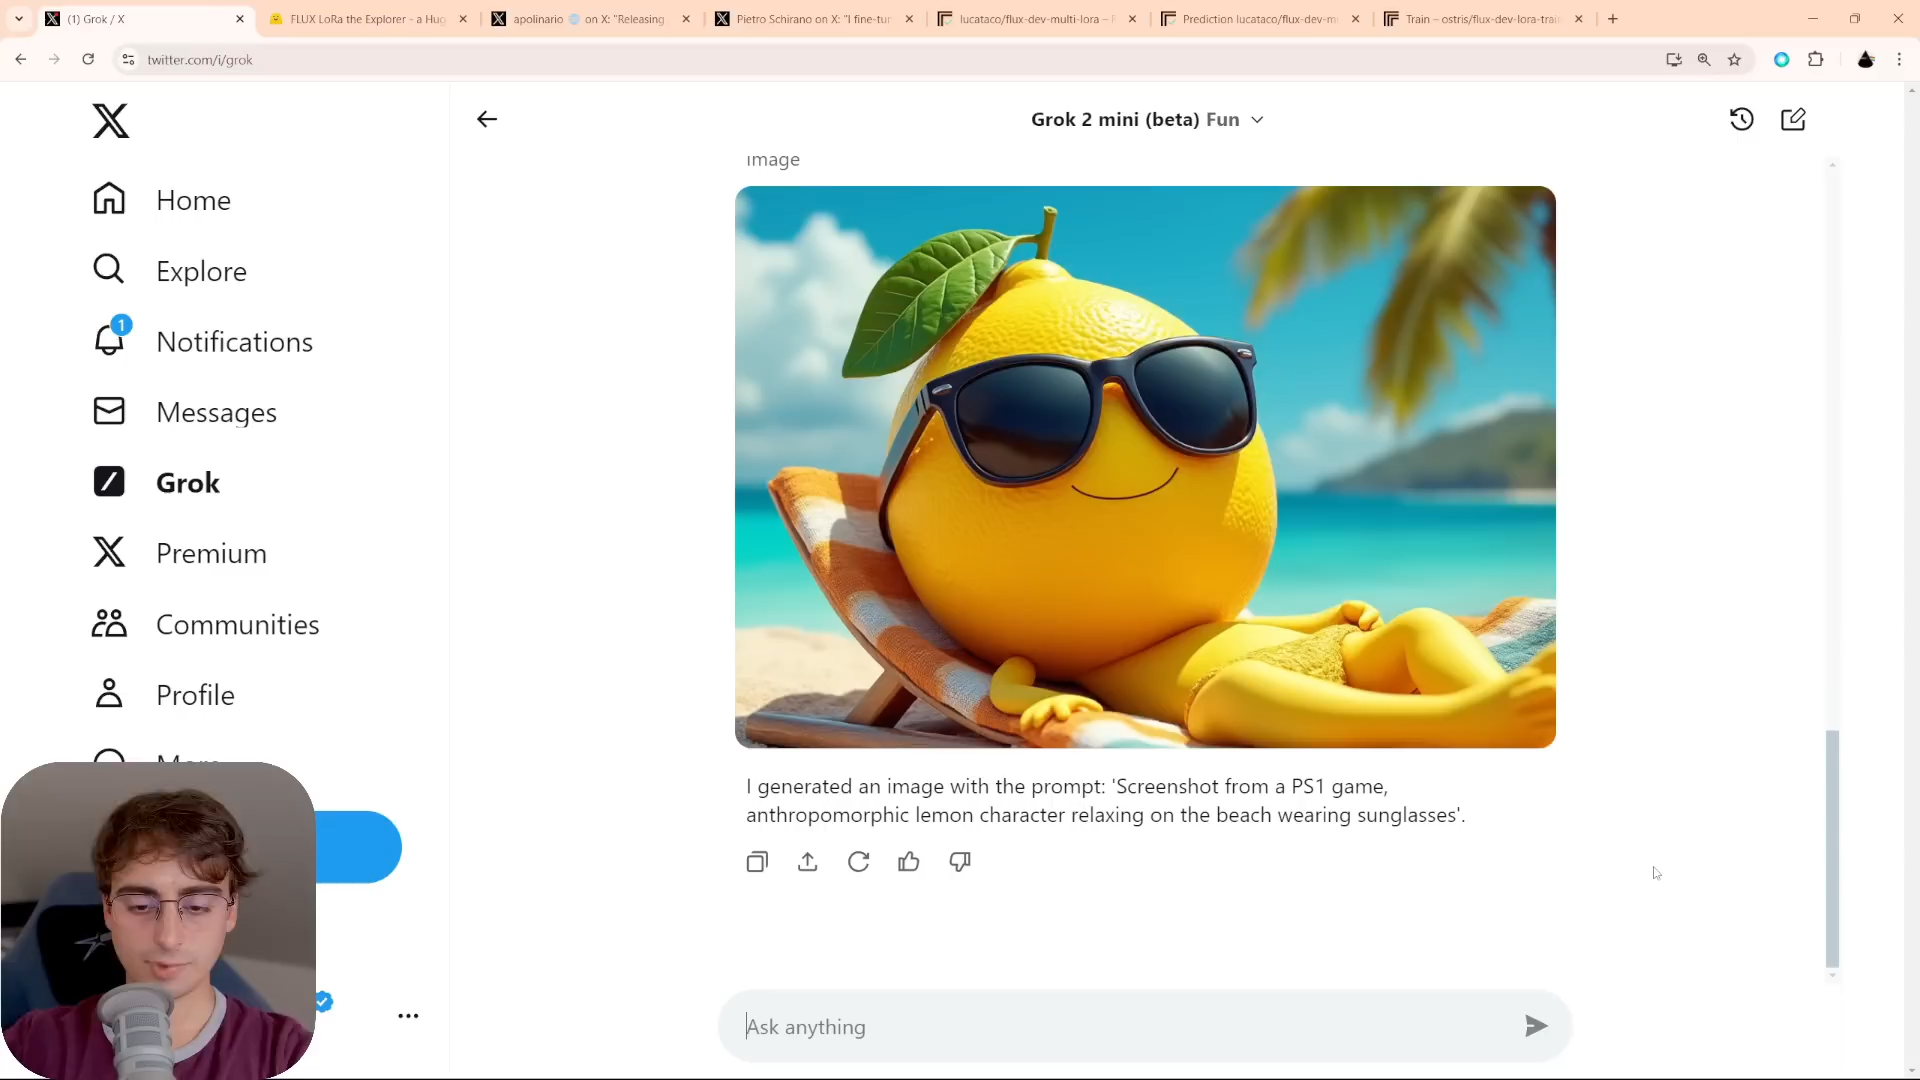 (1) Grok / X
FLUX LoRa the Explorer - a Hug
apolinario 🌐 on X: "Releasing
Pietro Schirano on X: "I fine-tun
lucataco/flux-dev-multi-lora – R
Prediction lucataco/flux-dev-m
Train – ostris/flux-dev-lora-train
twitter.com/i/grok
Home
Explore
1
Notifications
Messages
Grok
Premium
Communities
Profile
More
Grok 2 mini (beta) Fun
image
I generated an image with the prompt: 'Screenshot from a PS1 game,
anthropomorphic lemon character relaxing on the beach wearing sunglasses'.
Ask anything